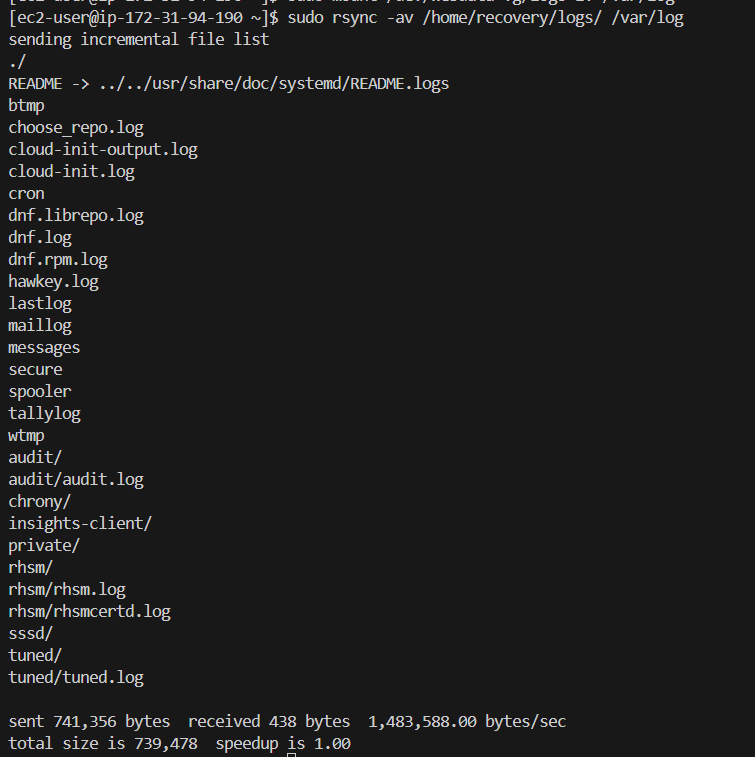 [ec2-user@ip-172-31-94-190 ~]$ sudo rsync -av /home/recovery/logs/ /var/log
sending incremental file list
./
README -> ../../usr/share/doc/systemd/README.logs
btmp
choose_repo.log
cloud-init-output.log
cloud-init.log
cron
dnf.librepo.log
dnf.log
dnf.rpm.log
hawkey.log
lastlog
maillog
messages
secure
spooler
tallylog
wtmp
audit/
audit/audit.log
chrony/
insights-client/
private/
rhsm/
rhsm/rhsm.log
rhsm/rhsmcertd.log
sssd/
tuned/
tuned/tuned.log
sent 741,356 bytes  received 438 bytes  1,483,588.00 bytes/sec
total size is 739,478  speedup is 1.00